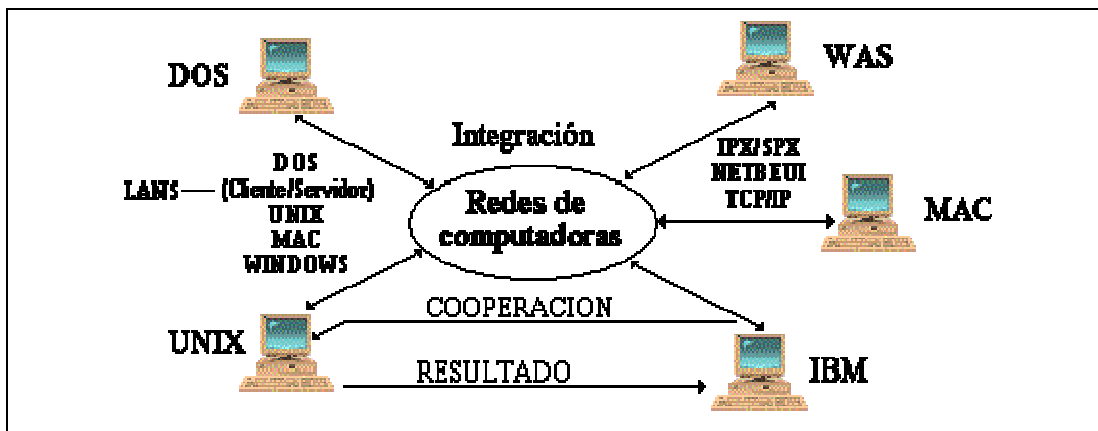 DOS
WAS
Integración
IPX/SPX
NETBEUI
TCP/IP
DOS
LANS (Cliente/Servidor)
UNIX
MAC
WINDOWS
Redes de
computadoras
MAC
COOPERACION
UNIX
RESULTADO
IBM